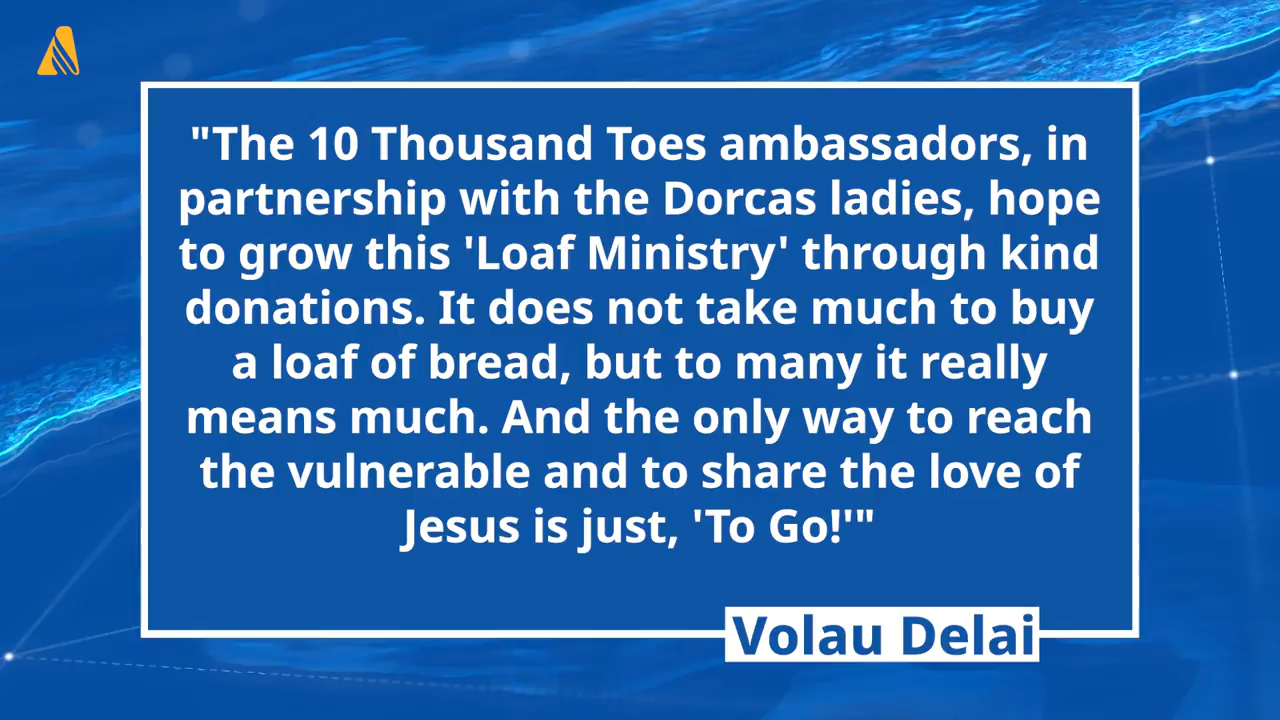 "The 10 Thousand Toes ambassadors, in
partnership with the Dorcas ladies, hope
to grow this 'Loaf Ministry' through kind
donations. It does not take much to buy
a loaf of bread, but to many it really
means much. And the only way to reach
the vulnerable and to share the love of
Jesus is just, 'To Go!'"
Volau Delai